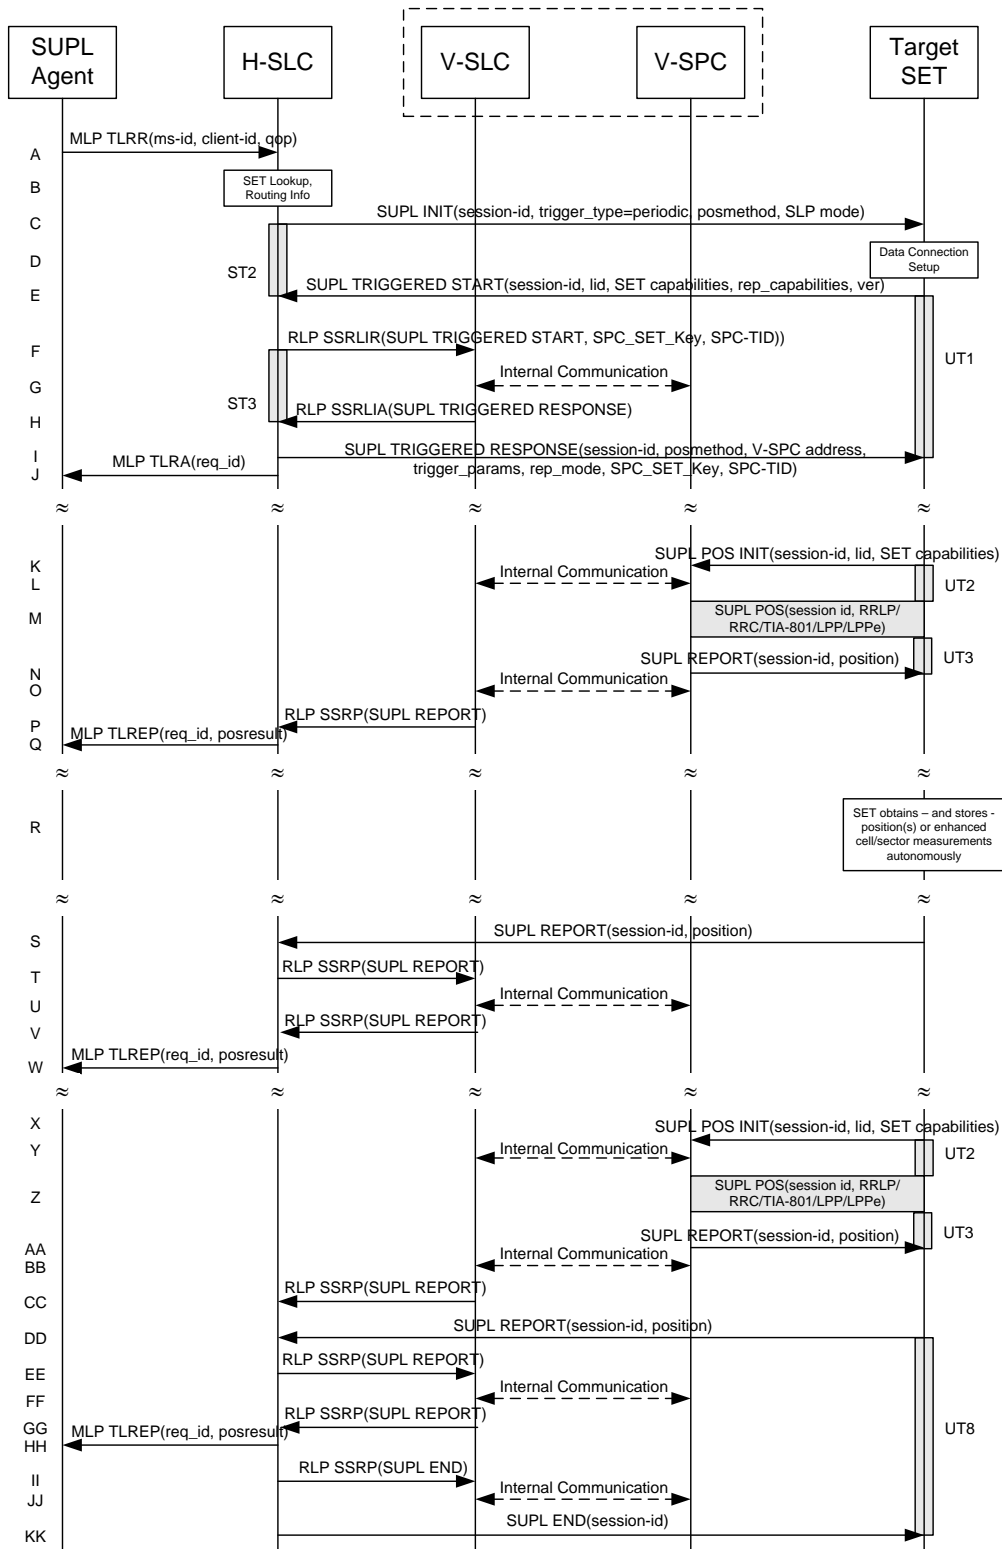 SUPL
Agent
H-SLC
V-SLC
V-SPC
Target
SET
A
MLP TLRR(ms-id, client-id, qop)
B
SET Lookup,
Routing Info
C
SUPL INIT(session-id, trigger_type=periodic, posmethod, SLP mode)
D
ST2
Data Connection
Setup
E
SUPL TRIGGERED START(session-id, lid, SET capabilities, rep_capabilities, ver)
F
RLP SSRLIR(SUPL TRIGGERED START, SPC_SET_Key, SPC-TID))
UT1
G
Internal Communication
ST3
H
RLP SSRLIA(SUPL TRIGGERED RESPONSE)
I
SUPL TRIGGERED RESPONSE(session-id, posmethod, V-SPC address,
trigger_params, rep_mode, SPC_SET_Key, SPC-TID)
J
MLP TLRA(req_id)
≈ ≈ ≈ ≈ ≈
K
SUPL POS INIT(session-id, lid, SET capabilities)
L
Internal Communication
UT2
M
SUPL POS(session id, RRLP/
RRC/TIA-801/LPP/LPPe)
N
SUPL REPORT(session-id, position)
UT3
O
Internal Communication
P
RLP SSRP(SUPL REPORT)
Q
MLP TLREP(req_id, posresult)
≈ ≈ ≈ ≈ ≈
R
SET obtains – and stores -
position(s) or enhanced
cell/sector measurements
autonomously
≈ ≈ ≈ ≈ ≈
S
SUPL REPORT(session-id, position)
T
RLP SSRP(SUPL REPORT)
U
Internal Communication
V
RLP SSRP(SUPL REPORT)
W
MLP TLREP(req_id, posresult)
≈ ≈ ≈ ≈ ≈
X
SUPL POS INIT(session-id, lid, SET capabilities)
Y
Internal Communication
UT2
Z
SUPL POS(session id, RRLP/
RRC/TIA-801/LPP/LPPe)
AA
SUPL REPORT(session-id, position)
UT3
BB
Internal Communication
CC
RLP SSRP(SUPL REPORT)
DD
SUPL REPORT(session-id, position)
EE
RLP SSRP(SUPL REPORT)
FF
Internal Communication
GG
RLP SSRP(SUPL REPORT)
UT8
HH
MLP TLREP(req_id, posresult)
II
RLP SSRP(SUPL END)
JJ
Internal Communication
KK
SUPL END(session-id)